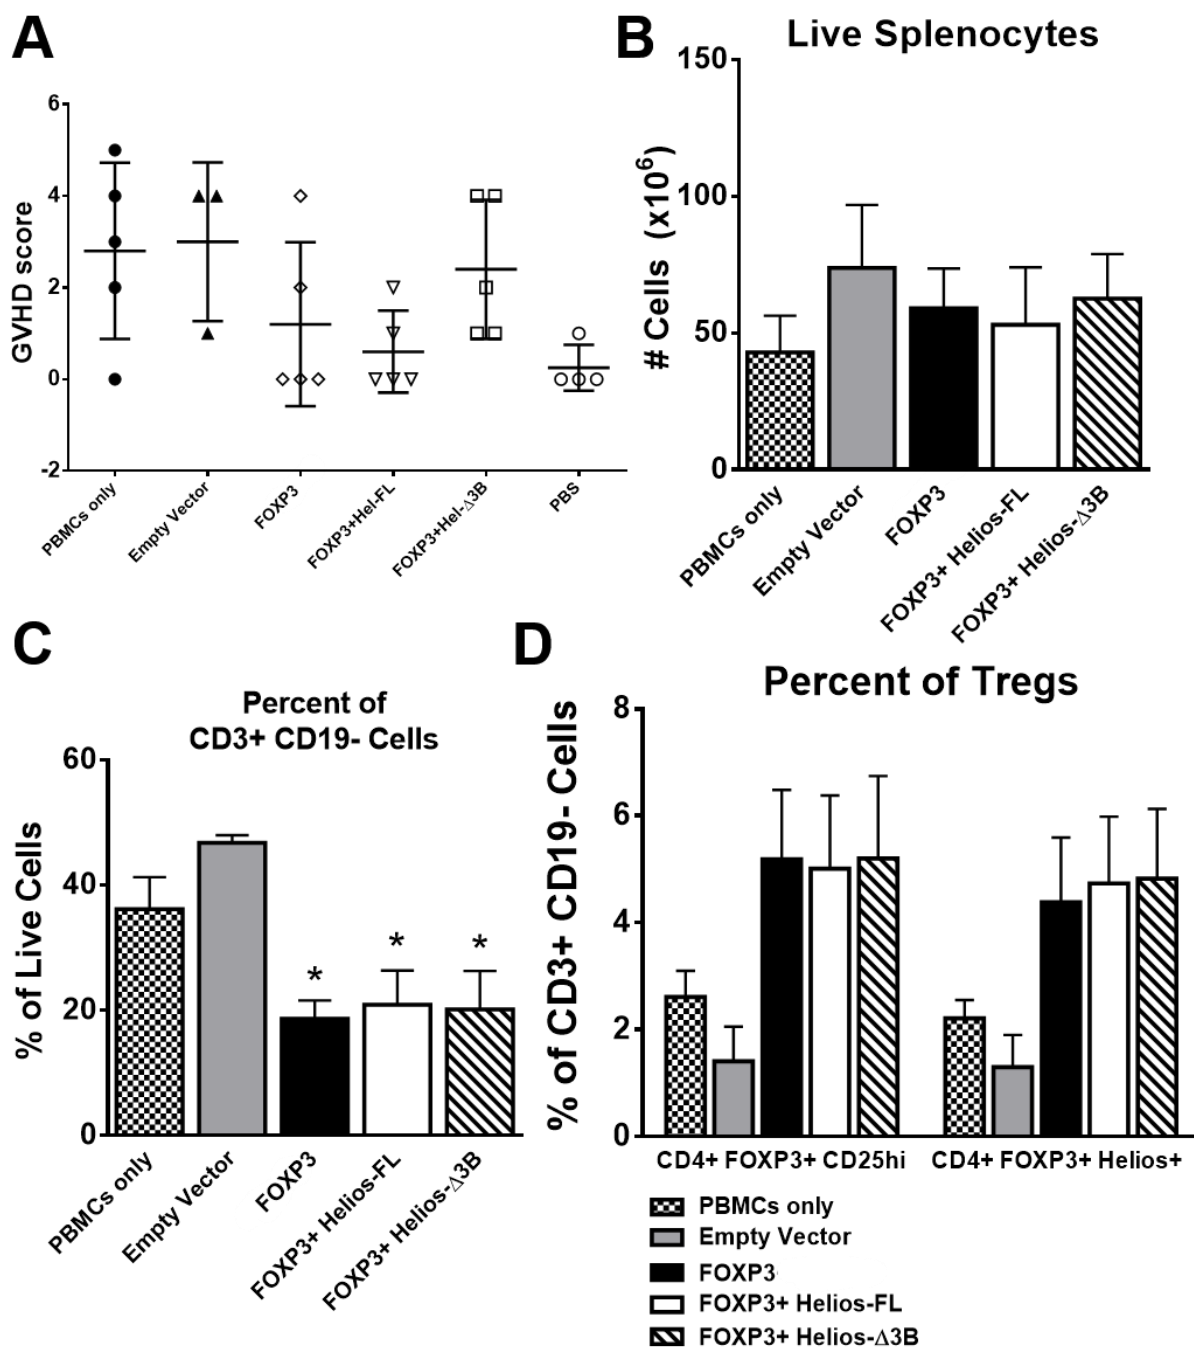 A
GVHD score
6
4
2
0
-2
PBMCs only
Empty Vector
FOXP3
FOXP3+Hel-FL
FOXP3+Hel-Δ3B
PBS
B
Live Splenocytes
# Cells (x10⁶)
150
100
50
0
PBMCs only
Empty Vector
FOXP3
FOXP3+ Helios-FL
FOXP3+ Helios-Δ3B
C
Percent of
CD3+ CD19- Cells
% of Live Cells
60
40
20
0
*
*
*
PBMCs only
Empty Vector
FOXP3
FOXP3+ Helios-FL
FOXP3+ Helios-Δ3B
D
Percent of Tregs
% of CD3+ CD19- Cells
8
6
4
2
0
CD4+ FOXP3+ CD25hi
CD4+ FOXP3+ Helios+
PBMCs only
Empty Vector
FOXP3
FOXP3+ Helios-FL
FOXP3+ Helios-Δ3B